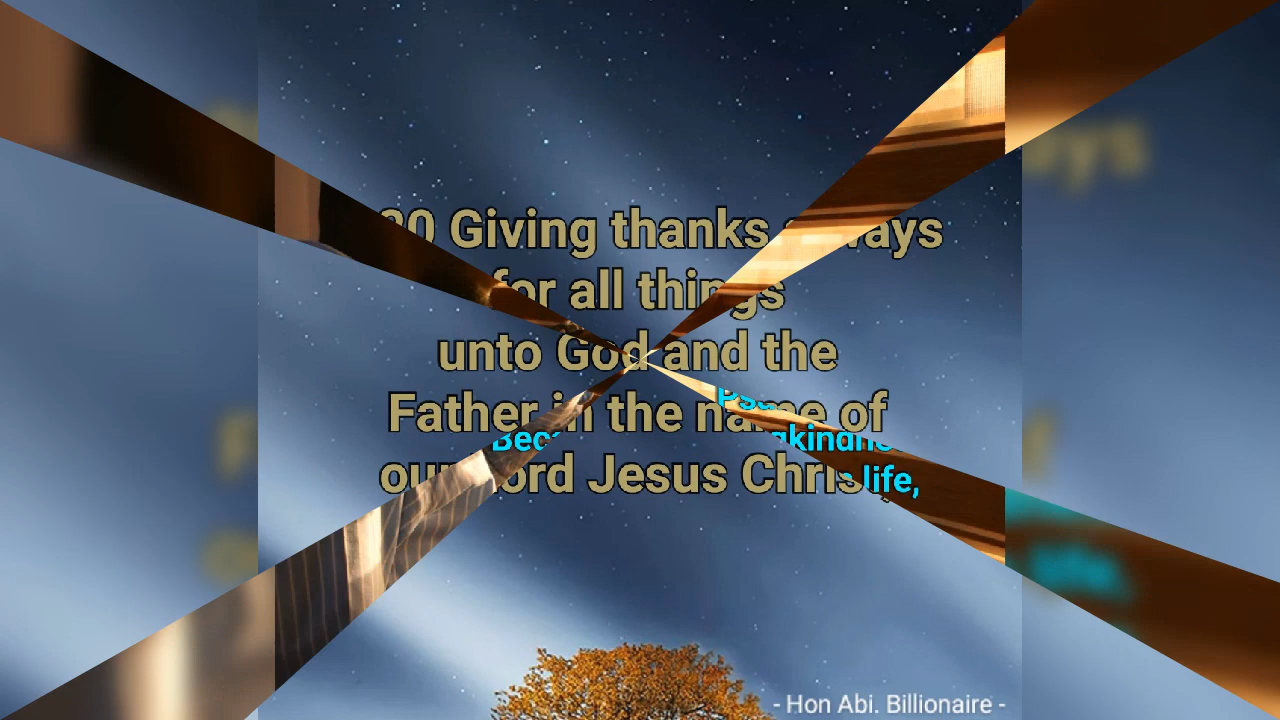 20 Giving thanks always
for all things
unto God and the
Father in the name of
our Lord Jesus Christ,
life,
- Hon Abi. Billionaire -